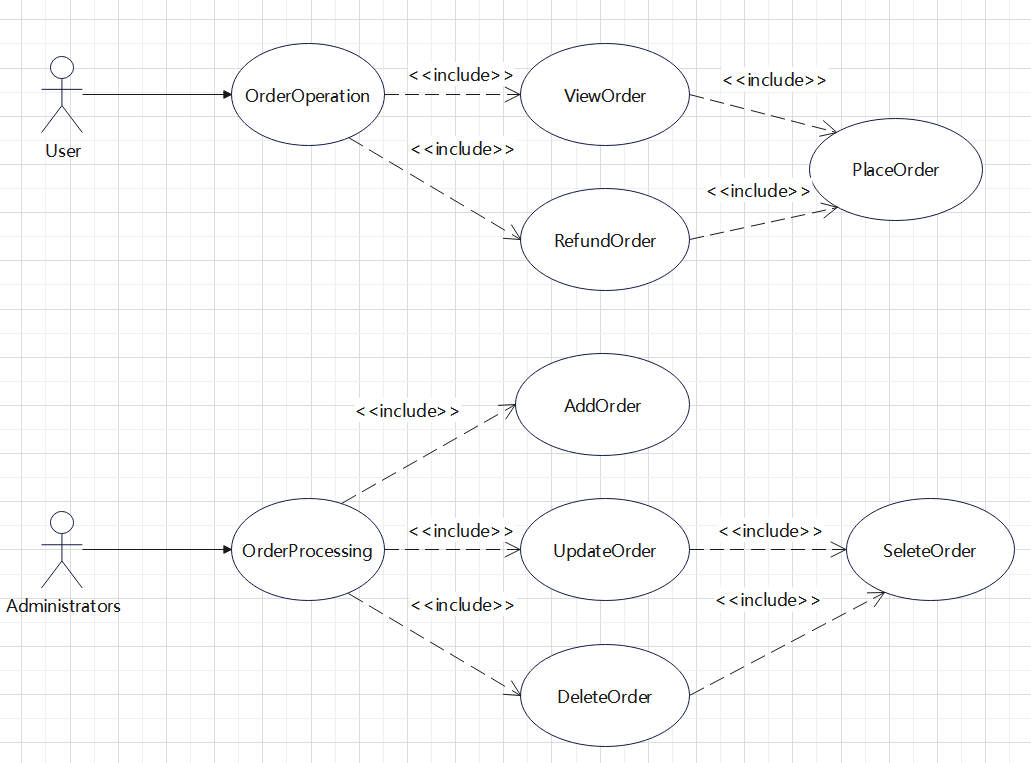 <<include>>
<<include>>
OrderOperation
ViewOrder
User
<<include>>
PlaceOrder
<<include>>
RefundOrder
AddOrder
<<include>>
<<include>>
<<include>>
OrderProcessing
UpdateOrder
SeleteOrder
Administrators
<<include>>
<<include>>
DeleteOrder